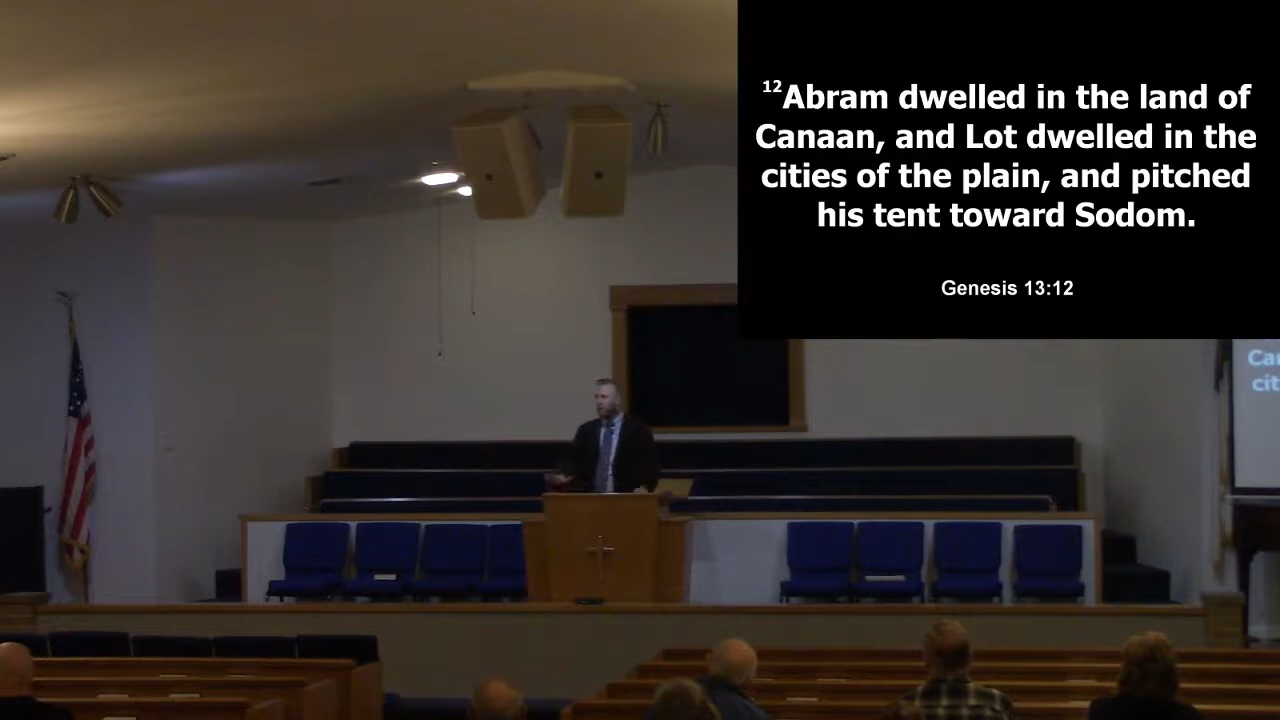 ¹²Abram dwelled in the land of
Canaan, and Lot dwelled in the
cities of the plain, and pitched
his tent toward Sodom.
Genesis 13:12